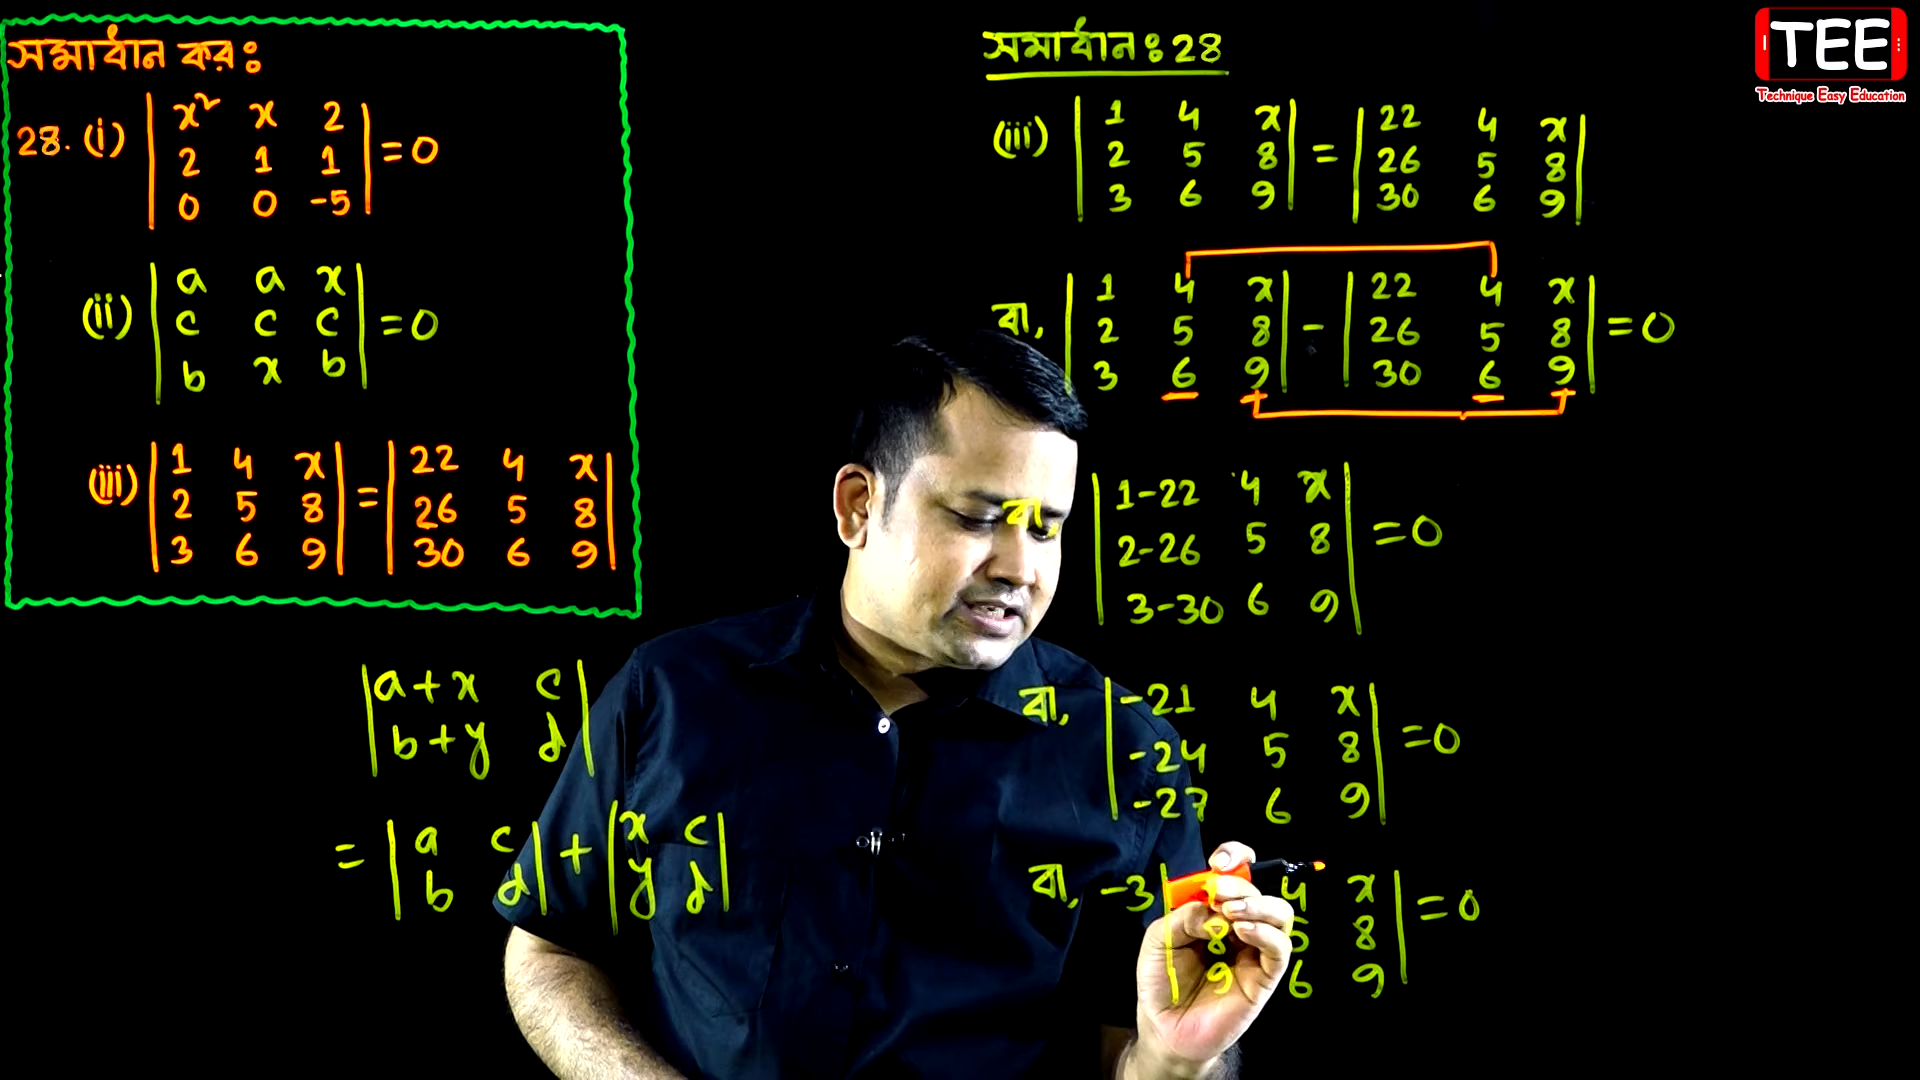 সমাধান করঃ
28. (i) | x² x 2 | = 0
| 2 1 1 |
| 0 0 -5 |
(ii) | a a x | = 0
| c c c |
| b x b |
(iii) | 1 4 x | = | 22 4 x |
| 2 5 8 | | 26 5 8 |
| 3 6 9 | | 30 6 9 |
| a+x c |
| b+y d |
= | a c | + | x c |
| b d | | y d |
সমাধানঃ 28
(iii) | 1 4 x | = | 22 4 x |
| 2 5 8 | | 26 5 8 |
| 3 6 9 | | 30 6 9 |
বা, | 1 4 x | - | 22 4 x | = 0
| 2 5 8 | | 26 5 8 |
| 3 6 9 | | 30 6 9 |
বা, | 1-22 4 x | = 0
| 2-26 5 8 |
| 3-30 6 9 |
বা, | -21 4 x | = 0
| -24 5 8 |
| -27 6 9 |
বা, -3 | 4 x | = 0
| 8 5 8 |
| 9 6 9 |
TEE
Technique Easy Education